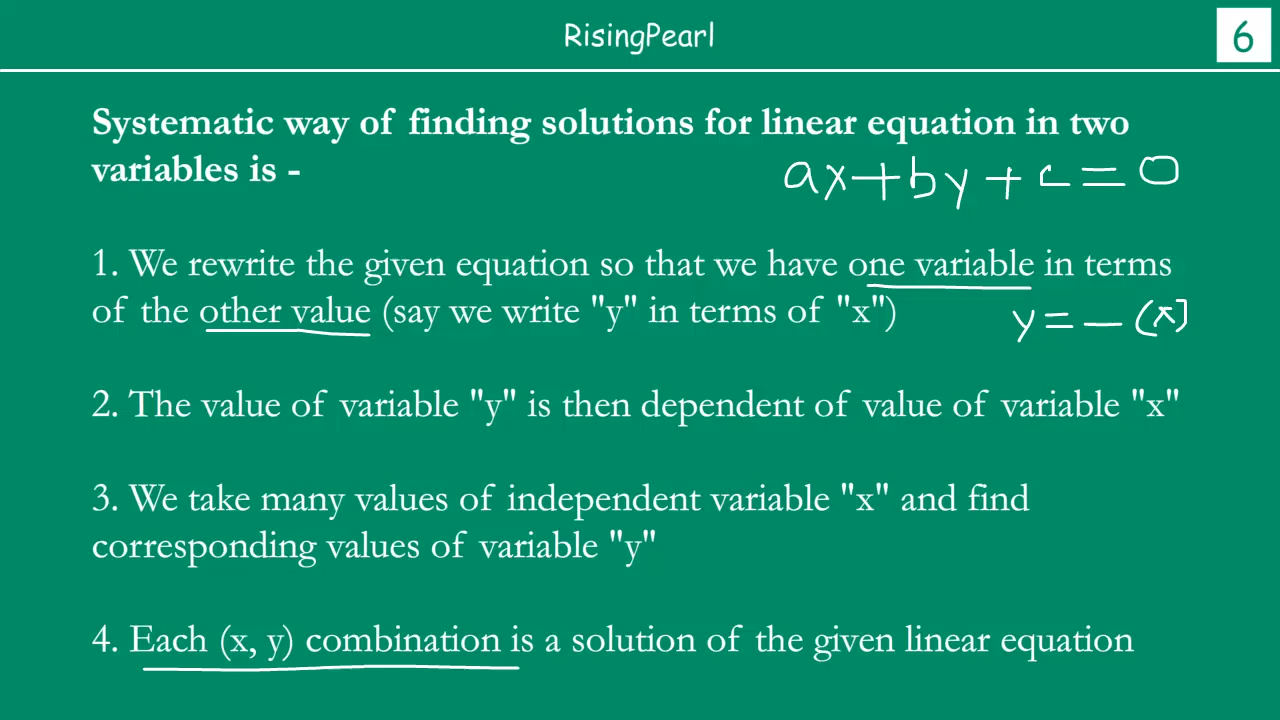 RisingPearl
6
Systematic way of finding solutions for linear equation in two
variables is -
ax+by+c=0
1. We rewrite the given equation so that we have one variable in terms
of the other value (say we write "y" in terms of "x")
y = — (x)
2. The value of variable "y" is then dependent of value of variable "x"
3. We take many values of independent variable "x" and find
corresponding values of variable "y"
4. Each (x, y) combination is a solution of the given linear equation